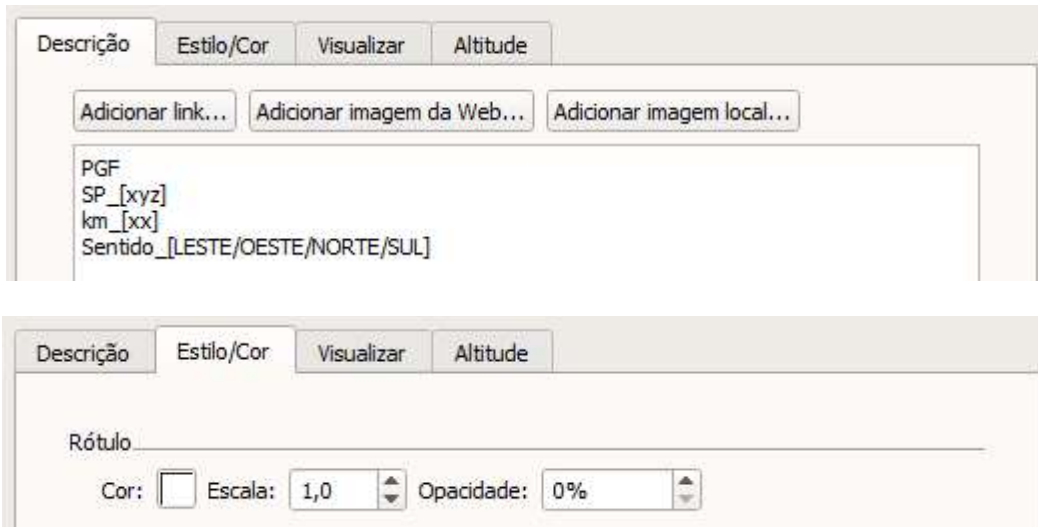 Descrição Estilo/Cor Visualizar Altitude
Adicionar link... Adicionar imagem da Web... Adicionar imagem local...
PGF
SP_[xyz]
km_[xx]
Sentido_[LESTE/OESTE/NORTE/SUL]
Descrição Estilo/Cor Visualizar Altitude
Rótulo
Cor: Escala: 1,0 Opacidade: 0%